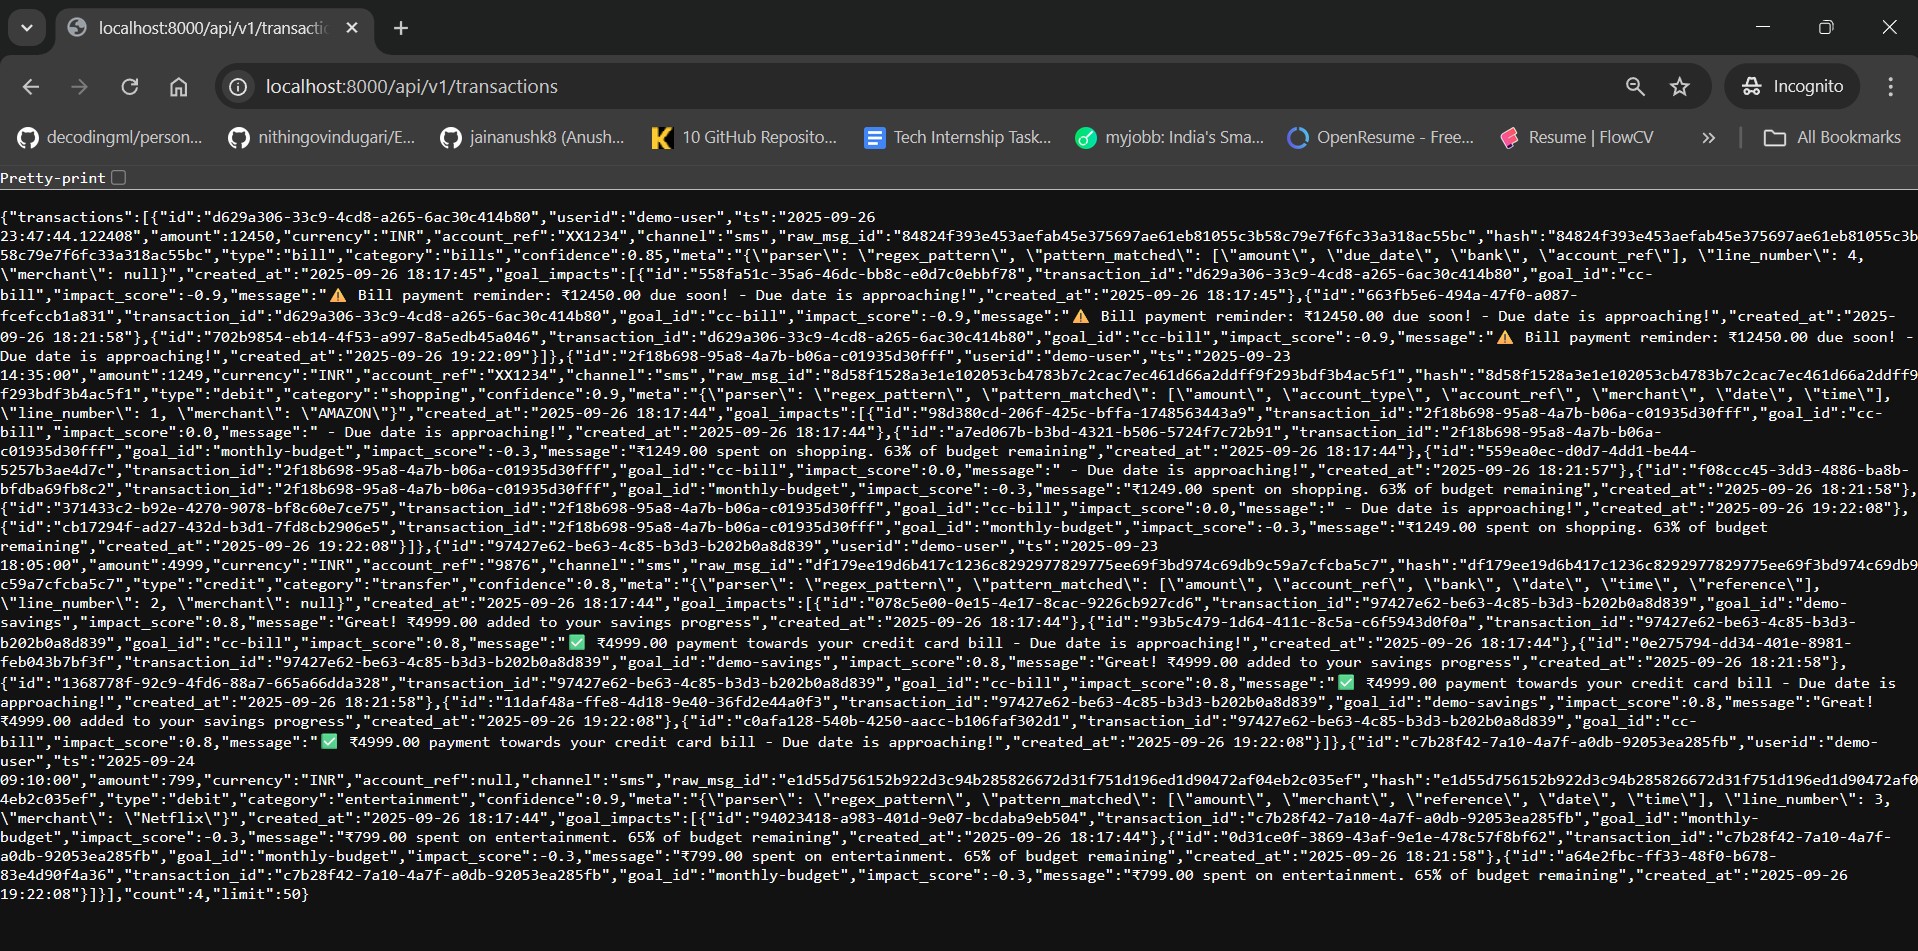 localhost:8000/api/v1/transacti
localhost:8000/api/v1/transactions
Incognito
decodingml/person... nithingovindugari/E... jainanushk8 (Anush... 10 GitHub Reposito... Tech Internship Task... myjobb: India's Sma... OpenResume - Free... Resume | FlowCV All Bookmarks
Pretty-print
{"transactions":[{"id":"d629a306-33c9-4cd8-a265-6ac30c414b80","userid":"demo-user","ts":"2025-09-26
23:47:44.122408","amount":12450,"currency":"INR","account_ref":"XX1234","channel":"sms","raw_msg_id":"84824f393e453aefab45e375697ae61eb81055c3b58c79e7f6fc33a318ac55bc","hash":"84824f393e453aefab45e375697ae61eb81055c3b
58c79e7f6fc33a318ac55bc","type":"bill","category":"bills","confidence":0.85,"meta":"{\"parser\": \"regex_pattern\", \"pattern_matched\": [\"amount\", \"due_date\", \"bank\", \"account_ref\"], \"line_number\": 4,
\"merchant\": null}","created_at":"2025-09-26 18:17:45","goal_impacts":[{"id":"558fa51c-35a6-46dc-bb8c-e0d7c0ebbf78","transaction_id":"d629a306-33c9-4cd8-a265-6ac30c414b80","goal_id":"cc-
bill","impact_score":-0.9,"message":"⚠️ Bill payment reminder: ₹12450.00 due soon! - Due date is approaching!","created_at":"2025-09-26 18:17:45"},{"id":"663fb5e6-494a-47f0-a087-
fcefccb1a831","transaction_id":"d629a306-33c9-4cd8-a265-6ac30c414b80","goal_id":"cc-bill","impact_score":-0.9,"message":"⚠️ Bill payment reminder: ₹12450.00 due soon! - Due date is approaching!","created_at":"2025-
09-26 18:21:58"},{"id":"702b9854-eb14-4f53-a997-8a5edb45a046","transaction_id":"d629a306-33c9-4cd8-a265-6ac30c414b80","goal_id":"cc-bill","impact_score":-0.9,"message":"⚠️ Bill payment reminder: ₹12450.00 due soon! -
Due date is approaching!","created_at":"2025-09-26 19:22:09"}]},{"id":"2f18b698-95a8-4a7b-b06a-c01935d30fff","userid":"demo-user","ts":"2025-09-23
14:35:00","amount":1249,"currency":"INR","account_ref":"XX1234","channel":"sms","raw_msg_id":"8d58f1528a3e1e102053cb4783b7c2cac7ec461d66a2ddff9f293bdf3b4ac5f1","hash":"8d58f1528a3e1e102053cb4783b7c2cac7ec461d66a2ddff9
f293bdf3b4ac5f1","type":"debit","category":"shopping","confidence":0.9,"meta":"{\"parser\": \"regex_pattern\", \"pattern_matched\": [\"amount\", \"account_type\", \"account_ref\", \"merchant\", \"date\", \"time\"],
\"line_number\": 1, \"merchant\": \"AMAZON\"}","created_at":"2025-09-26 18:17:44","goal_impacts":[{"id":"98d380cd-206f-425c-bffa-1748563443a9","transaction_id":"2f18b698-95a8-4a7b-b06a-c01935d30fff","goal_id":"cc-
bill","impact_score":0.0,"message":" - Due date is approaching!","created_at":"2025-09-26 18:17:44"},{"id":"a7ed067b-b3bd-4321-b506-5724f7c72b91","transaction_id":"2f18b698-95a8-4a7b-b06a-
c01935d30fff","goal_id":"monthly-budget","impact_score":-0.3,"message":"₹1249.00 spent on shopping. 63% of budget remaining","created_at":"2025-09-26 18:17:44"},{"id":"559ea0ec-d0d7-4dd1-be44-
5257b3ae4d7c","transaction_id":"2f18b698-95a8-4a7b-b06a-c01935d30fff","goal_id":"cc-bill","impact_score":0.0,"message":" - Due date is approaching!","created_at":"2025-09-26 18:21:57"},{"id":"f08ccc45-3dd3-4886-ba8b-
bfdba69fb8c2","transaction_id":"2f18b698-95a8-4a7b-b06a-c01935d30fff","goal_id":"monthly-budget","impact_score":-0.3,"message":"₹1249.00 spent on shopping. 63% of budget remaining","created_at":"2025-09-26 18:21:58"},
{"id":"371433c2-b92e-4270-9078-bf8c60e7ce75","transaction_id":"2f18b698-95a8-4a7b-b06a-c01935d30fff","goal_id":"cc-bill","impact_score":0.0,"message":" - Due date is approaching!","created_at":"2025-09-26 19:22:08"},
{"id":"cb17294f-ad27-432d-b3d1-7fd8cb2906e5","transaction_id":"2f18b698-95a8-4a7b-b06a-c01935d30fff","goal_id":"monthly-budget","impact_score":-0.3,"message":"₹1249.00 spent on shopping. 63% of budget
remaining","created_at":"2025-09-26 19:22:08"}]},{"id":"97427e62-be63-4c85-b3d3-b202b0a8d839","userid":"demo-user","ts":"2025-09-23
18:05:00","amount":4999,"currency":"INR","account_ref":"9876","channel":"sms","raw_msg_id":"df179ee19d6b417c1236c8292977829775ee69f3bd974c69db9c59a7cfcba5c7","hash":"df179ee19d6b417c1236c8292977829775ee69f3bd974c69db9
c59a7cfcba5c7","type":"credit","category":"transfer","confidence":0.8,"meta":"{\"parser\": \"regex_pattern\", \"pattern_matched\": [\"amount\", \"account_ref\", \"bank\", \"date\", \"time\", \"reference\"],
\"line_number\": 2, \"merchant\": null}","created_at":"2025-09-26 18:17:44","goal_impacts":[{"id":"078c5e00-0e15-4e17-8cac-9226cb927cd6","transaction_id":"97427e62-be63-4c85-b3d3-b202b0a8d839","goal_id":"demo-
savings","impact_score":0.8,"message":"Great! ₹4999.00 added to your savings progress","created_at":"2025-09-26 18:17:44"},{"id":"93b5c479-1d64-411c-8c5a-c6f5943d0f0a","transaction_id":"97427e62-be63-4c85-b3d3-
b202b0a8d839","goal_id":"cc-bill","impact_score":0.8,"message":"✅ ₹4999.00 payment towards your credit card bill - Due date is approaching!","created_at":"2025-09-26 18:17:44"},{"id":"0e275794-dd34-401e-8981-
feb043b7bf3f","transaction_id":"97427e62-be63-4c85-b3d3-b202b0a8d839","goal_id":"demo-savings","impact_score":0.8,"message":"Great! ₹4999.00 added to your savings progress","created_at":"2025-09-26 18:21:58"},
{"id":"1368778f-92c9-4fd6-88a7-665a66dda328","transaction_id":"97427e62-be63-4c85-b3d3-b202b0a8d839","goal_id":"cc-bill","impact_score":0.8,"message":"✅ ₹4999.00 payment towards your credit card bill - Due date is
approaching!","created_at":"2025-09-26 18:21:58"},{"id":"11daf48a-ffe8-4d18-9e40-36fd2e44a0f3","transaction_id":"97427e62-be63-4c85-b3d3-b202b0a8d839","goal_id":"demo-savings","impact_score":0.8,"message":"Great!
₹4999.00 added to your savings progress","created_at":"2025-09-26 19:22:08"},{"id":"c0afa128-540b-4250-aacc-b106faf302d1","transaction_id":"97427e62-be63-4c85-b3d3-b202b0a8d839","goal_id":"cc-
bill","impact_score":0.8,"message":"✅ ₹4999.00 payment towards your credit card bill - Due date is approaching!","created_at":"2025-09-26 19:22:08"}]},{"id":"c7b28f42-7a10-4a7f-a0db-92053ea285fb","userid":"demo-
user","ts":"2025-09-24
09:10:00","amount":799,"currency":"INR","account_ref":null,"channel":"sms","raw_msg_id":"e1d55d756152b922d3c94b285826672d31f751d196ed1d90472af04eb2c035ef","hash":"e1d55d756152b922d3c94b285826672d31f751d196ed1d90472af0
4eb2c035ef","type":"debit","category":"entertainment","confidence":0.9,"meta":"{\"parser\": \"regex_pattern\", \"pattern_matched\": [\"amount\", \"merchant\", \"reference\", \"date\", \"time\"], \"line_number\": 3,
\"merchant\": \"Netflix\"}","created_at":"2025-09-26 18:17:44","goal_impacts":[{"id":"94023418-a983-401d-9e07-bcdaba9eb504","transaction_id":"c7b28f42-7a10-4a7f-a0db-92053ea285fb","goal_id":"monthly-
budget","impact_score":-0.3,"message":"₹799.00 spent on entertainment. 65% of budget remaining","created_at":"2025-09-26 18:17:44"},{"id":"0d31ce0f-3869-43af-9e1e-478c57f8bf62","transaction_id":"c7b28f42-7a10-4a7f-
a0db-92053ea285fb","goal_id":"monthly-budget","impact_score":-0.3,"message":"₹799.00 spent on entertainment. 65% of budget remaining","created_at":"2025-09-26 18:21:58"},{"id":"a64e2fbc-ff33-48f0-b678-
83e4d90f4a36","transaction_id":"c7b28f42-7a10-4a7f-a0db-92053ea285fb","goal_id":"monthly-budget","impact_score":-0.3,"message":"₹799.00 spent on entertainment. 65% of budget remaining","created_at":"2025-09-26
19:22:08"}]}],"count":4,"limit":50}